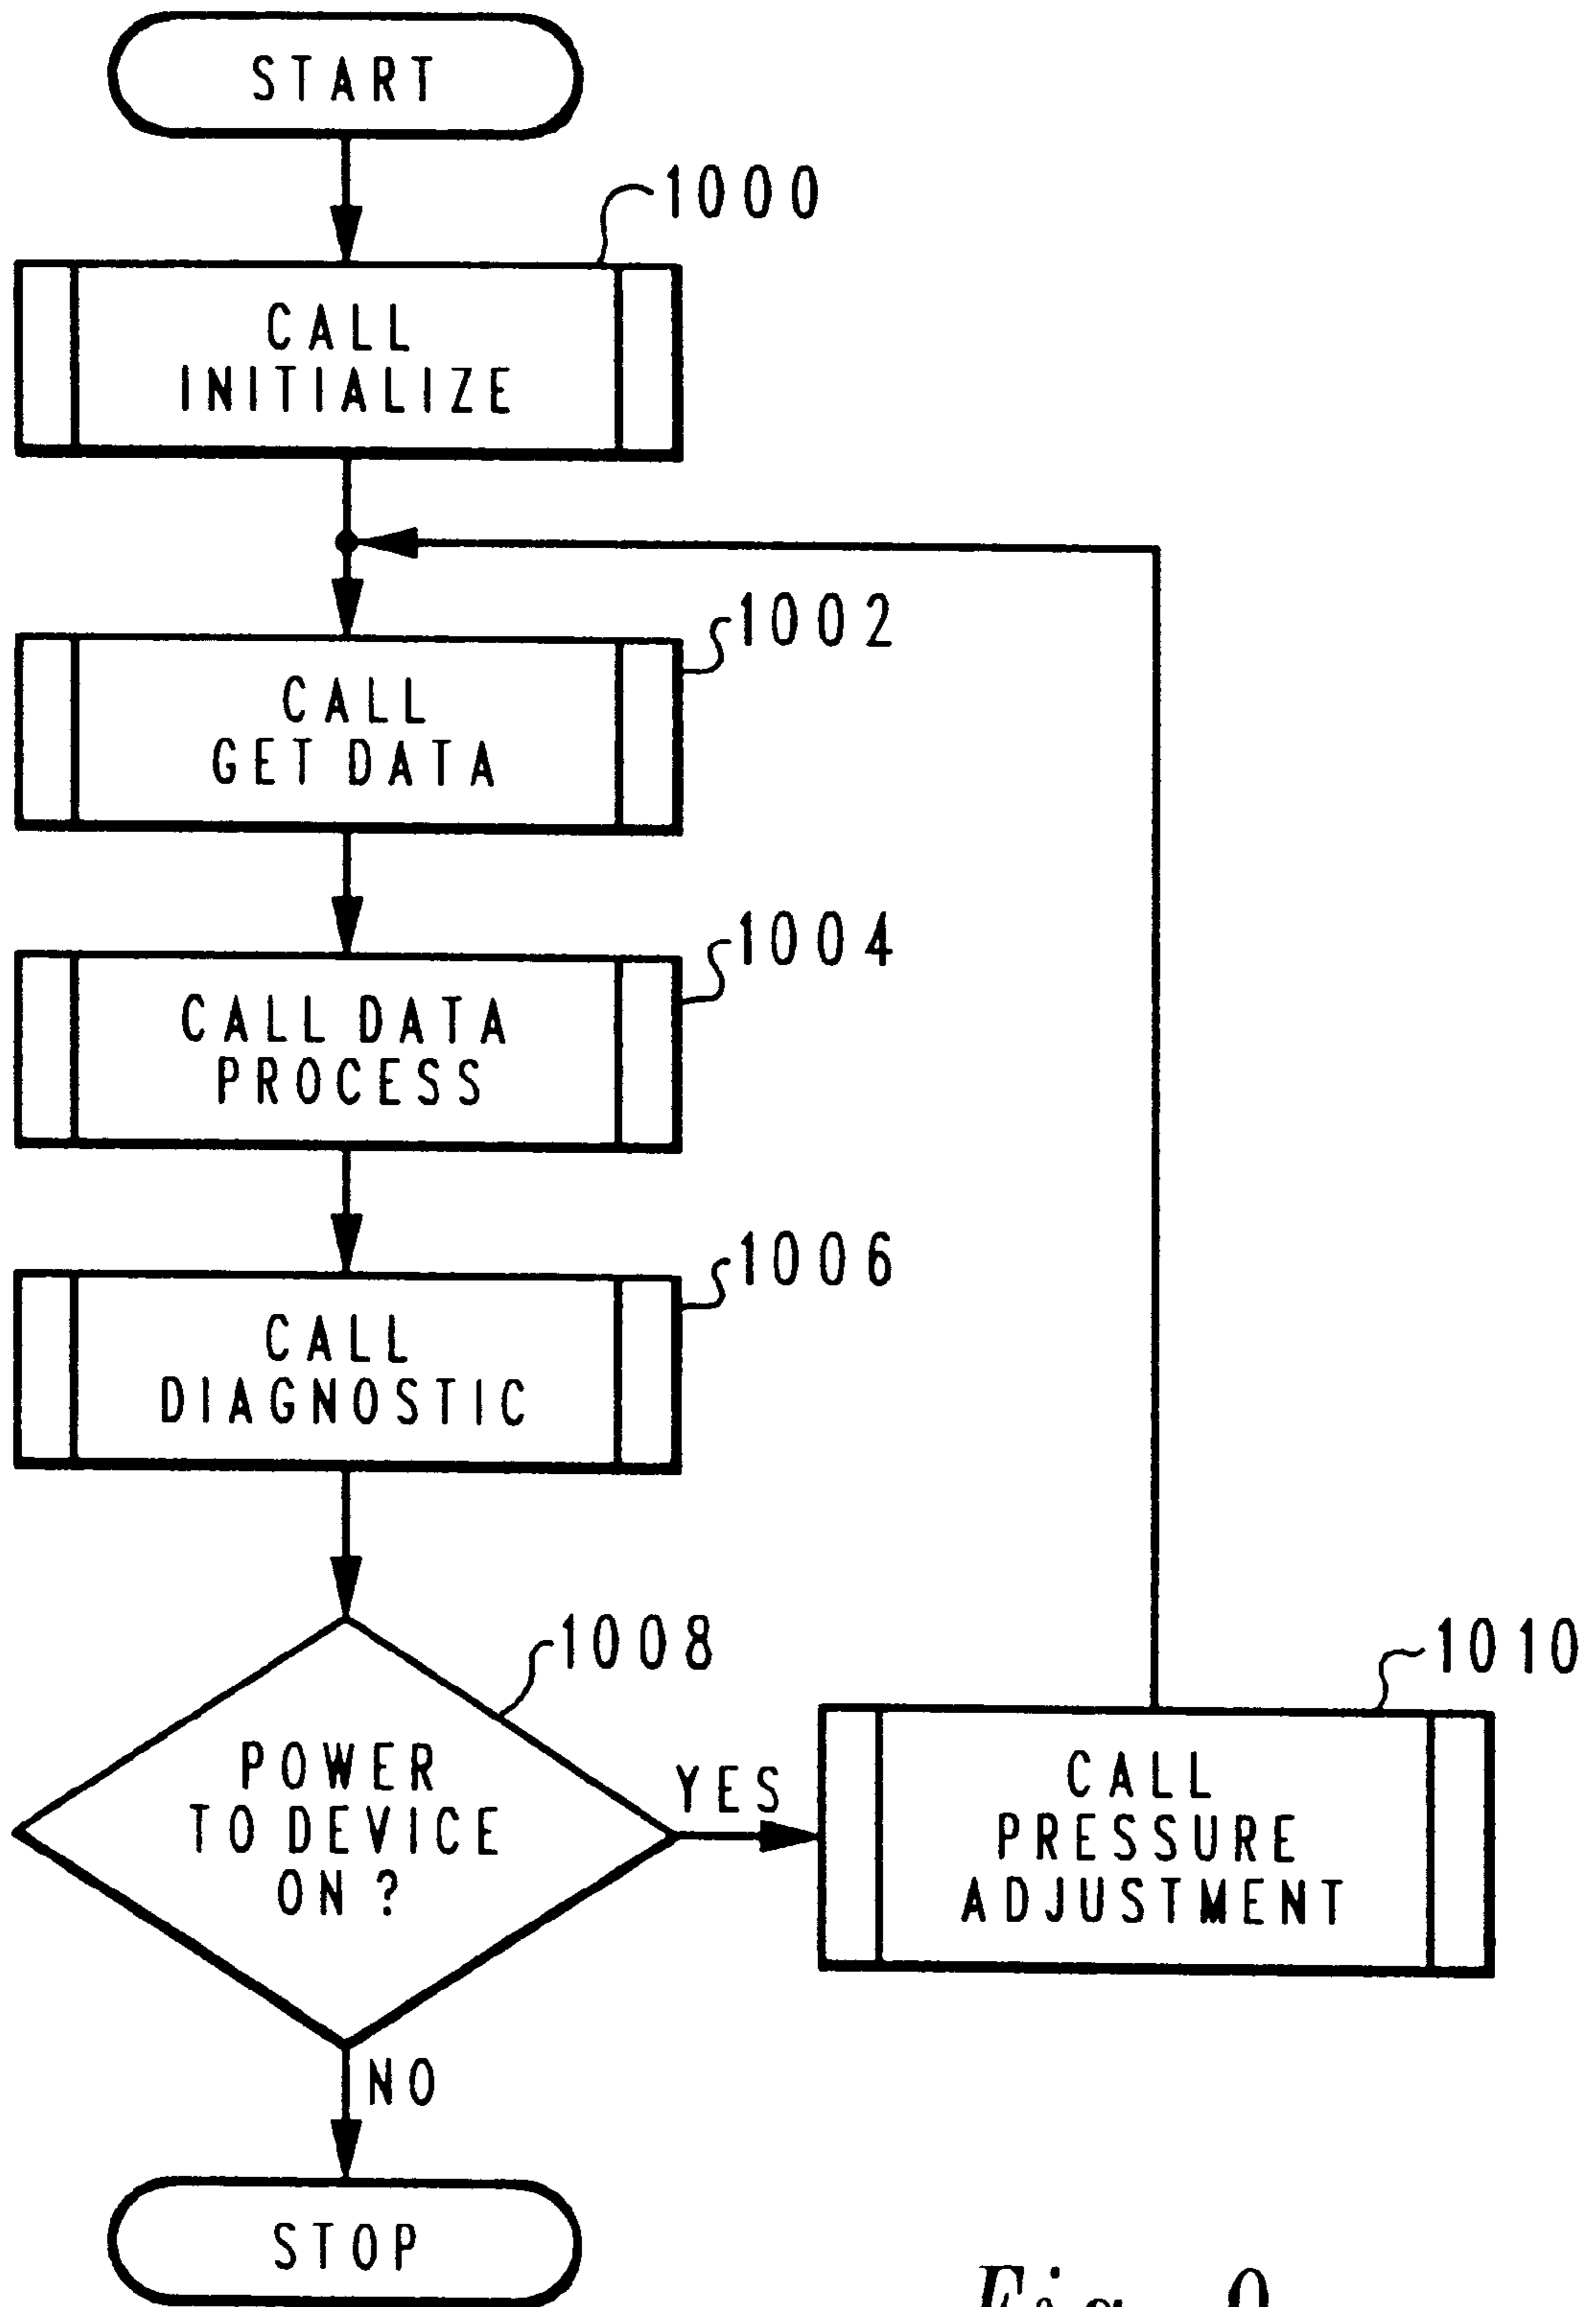 START
1000
CALL
INITIALIZE
1002
CALL
GET DATA
1004
CALL DATA
PROCESS
1006
CALL
DIAGNOSTIC
1008
POWER
TO DEVICE
ON?
YES
1010
CALL
PRESSURE
ADJUSTMENT
NO
STOP
Fig.